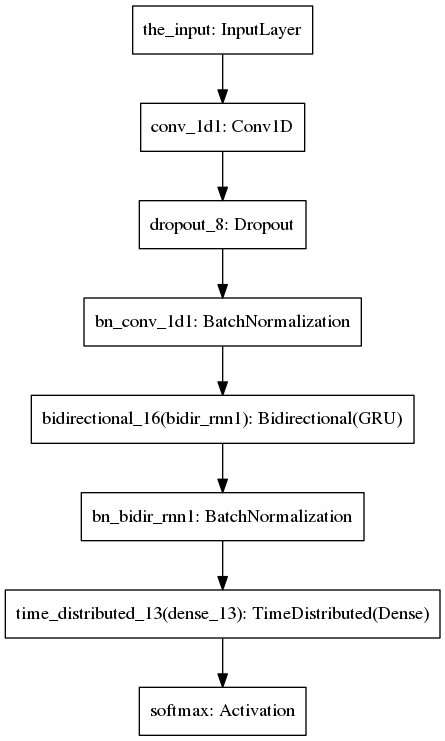 the_input: InputLayer
conv_1d1: Conv1D
dropout_8: Dropout
bn_conv_1d1: BatchNormalization
bidirectional_16(bidir_rnn1): Bidirectional(GRU)
bn_bidir_rnn1: BatchNormalization
time_distributed_13(dense_13): TimeDistributed(Dense)
softmax: Activation